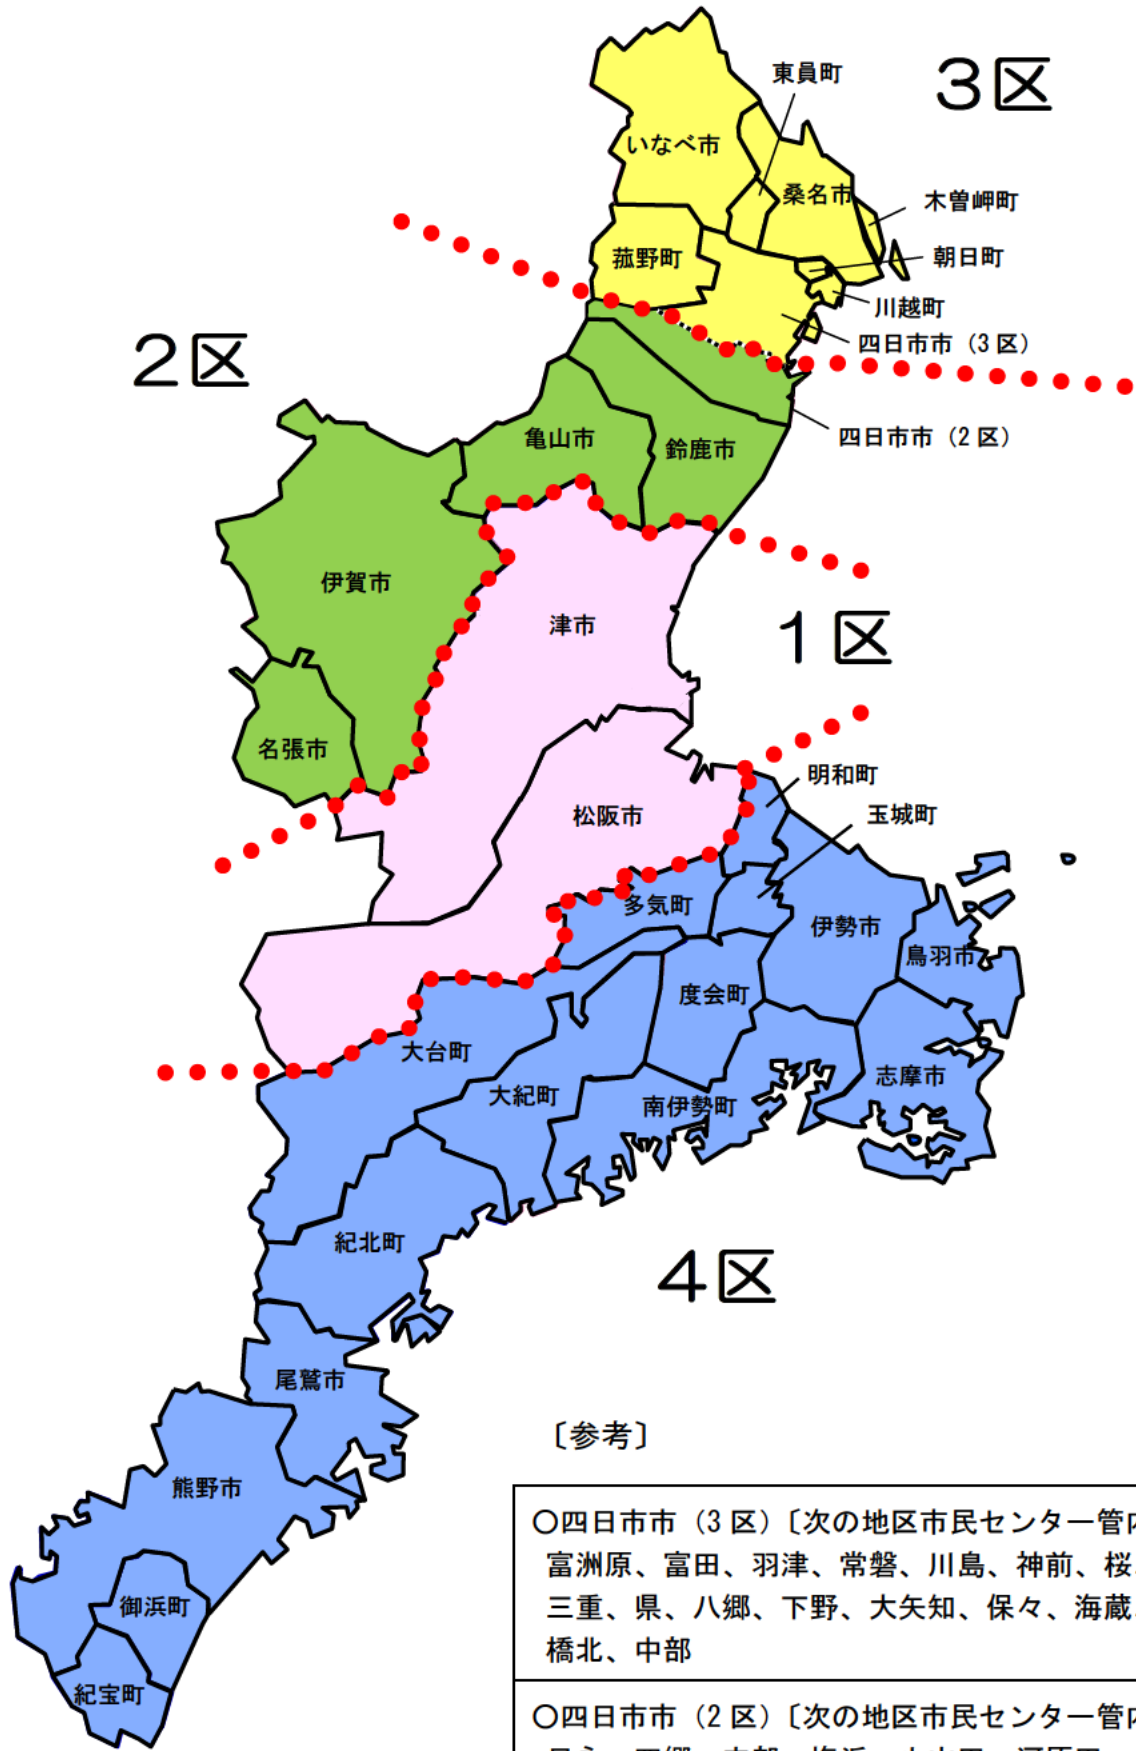 3区
東員町
いなべ市
桑名市
木曽岬町
菰野町
朝日町
川越町
四日市市（3区）
2区
四日市市（2区）
亀山市
鈴鹿市
伊賀市
津市
1区
名張市
明和町
松阪市
玉城町
多気町
伊勢市
鳥羽市
度会町
大台町
志摩市
大紀町
南伊勢町
紀北町
4区
尾鷲市
〔参考〕
熊野市
○四日市市（3区）〔次の地区市民センター管内
富洲原、富田、羽津、常磐、川島、神前、桜
三重、県、八郷、下野、大矢知、保々、海蔵
橋北、中部
御浜町
紀宝町
○四日市市（2区）〔次の地区市民センター管内